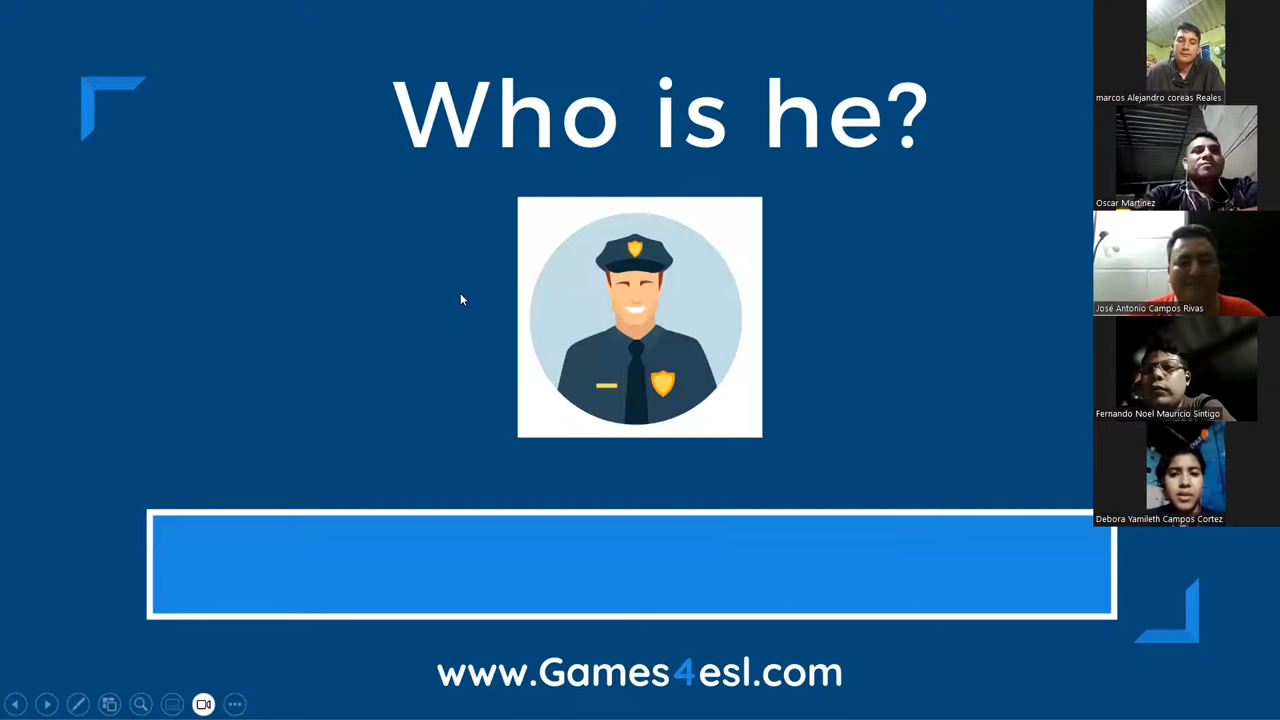 Who is he?
www.Games4esl.com
marcos Alejandro coreas Reales
Oscar Martinez
José Antonio Campos Rivas
Fernando Noel Mauricio Sintigo
Debora Yamileth Campos Cortez